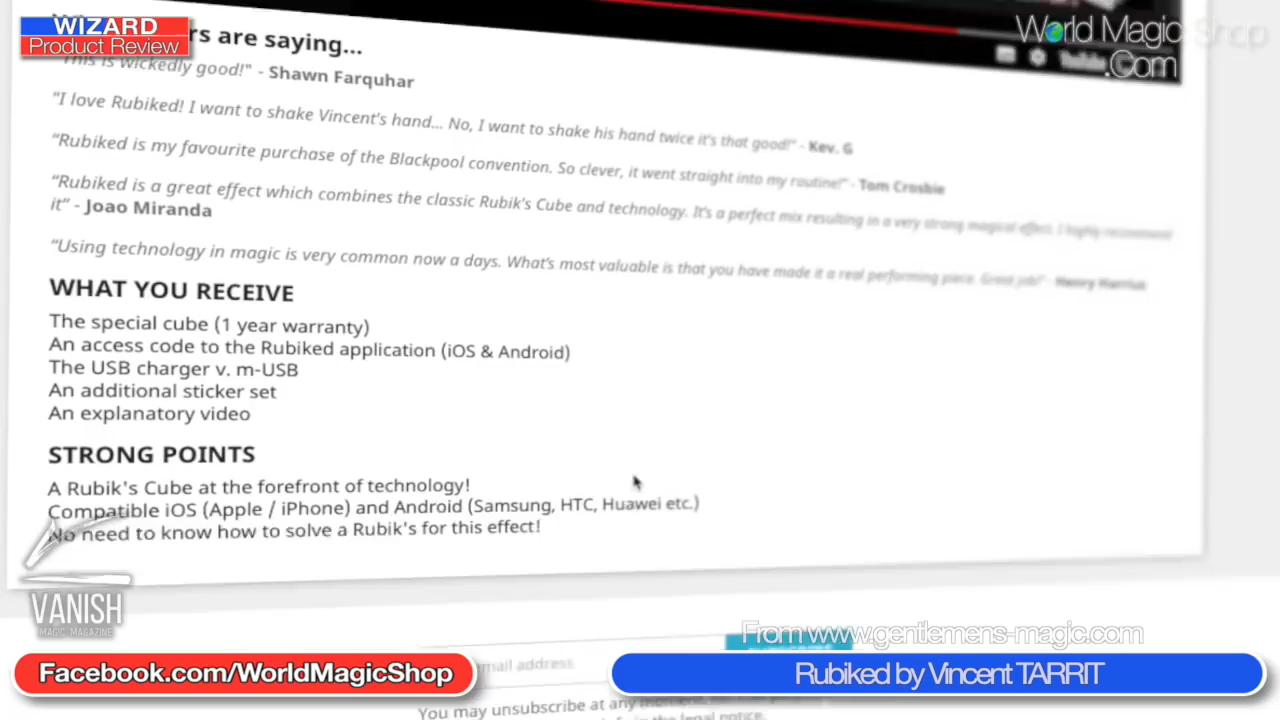 WIZARD
Product Review
World Magic Shop
.Com
rs are saying...
"This is wickedly good!" - Shawn Farquhar
"I love Rubiked! I want to shake Vincent's hand... No, I want to shake his hand twice it's that good!" - Kev. G
"Rubiked is my favourite purchase of the Blackpool convention. So clever, it went straight into my routine!" - Tom Crosbie
"Rubiked is a great effect which combines the classic Rubik's Cube and technology. It's a perfect mix resulting in a very strong magical effect. I highly recommend
it" - Joao Miranda
"Using technology in magic is very common now a days. What's most valuable is that you have made it a real performing piece. Great job!" - Henry Harrius
WHAT YOU RECEIVE
The special cube (1 year warranty)
An access code to the Rubiked application (iOS & Android)
The USB charger v. m-USB
An additional sticker set
An explanatory video
STRONG POINTS
A Rubik's Cube at the forefront of technology!
Compatible iOS (Apple / iPhone) and Android (Samsung, HTC, Huawei etc.)
No need to know how to solve a Rubik's for this effect!
VANISH
MAGIC MAGAZINE
From www.gentlemens-magic.com
email address
Facebook.com/WorldMagicShop
Rubiked by Vincent TARRIT
You may unsubscribe at any moment.
in the legal notice.